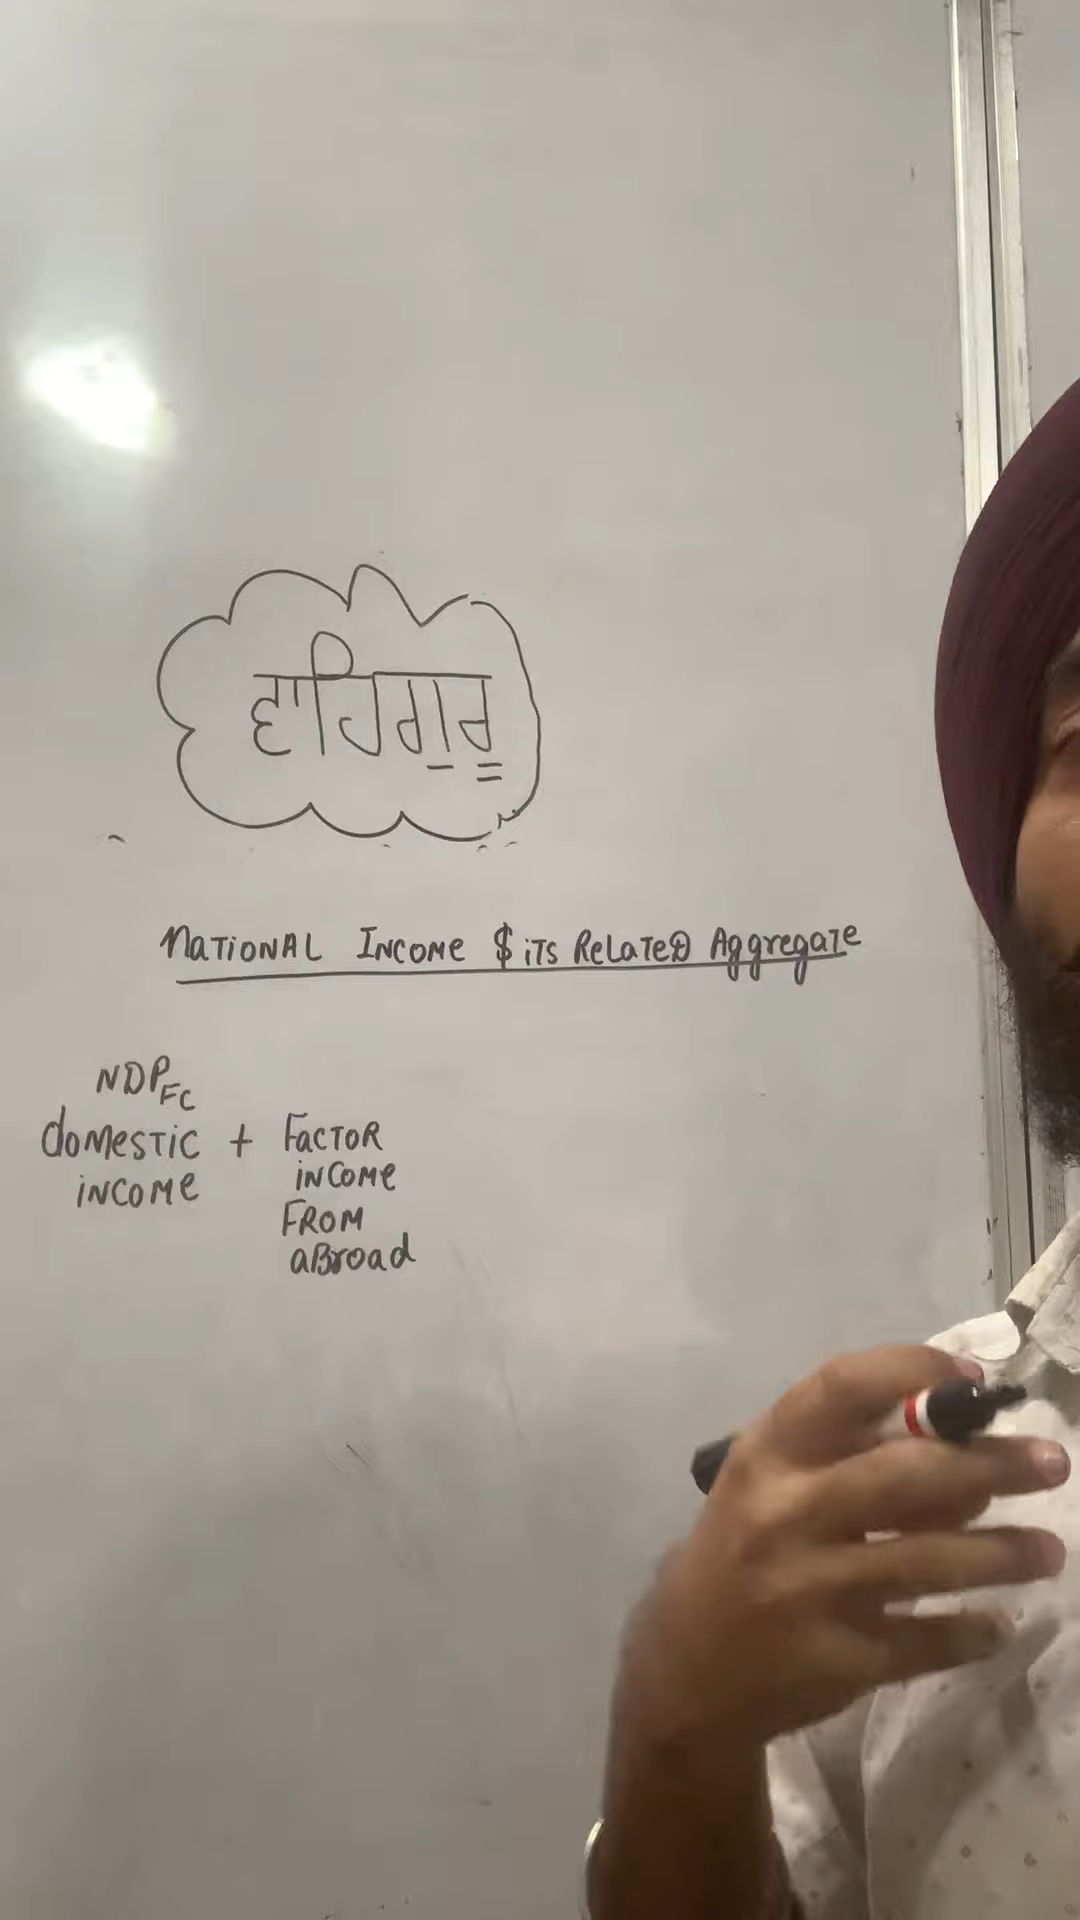 ਵਾਹਿਗੁਰੂ
NATIONAL INCOME $ ITS RELATED Aggregate
NDPFC
domestic + Factor
income income
From
abroad